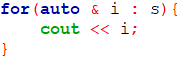 for(auto & i : s){
    cout << i;
}